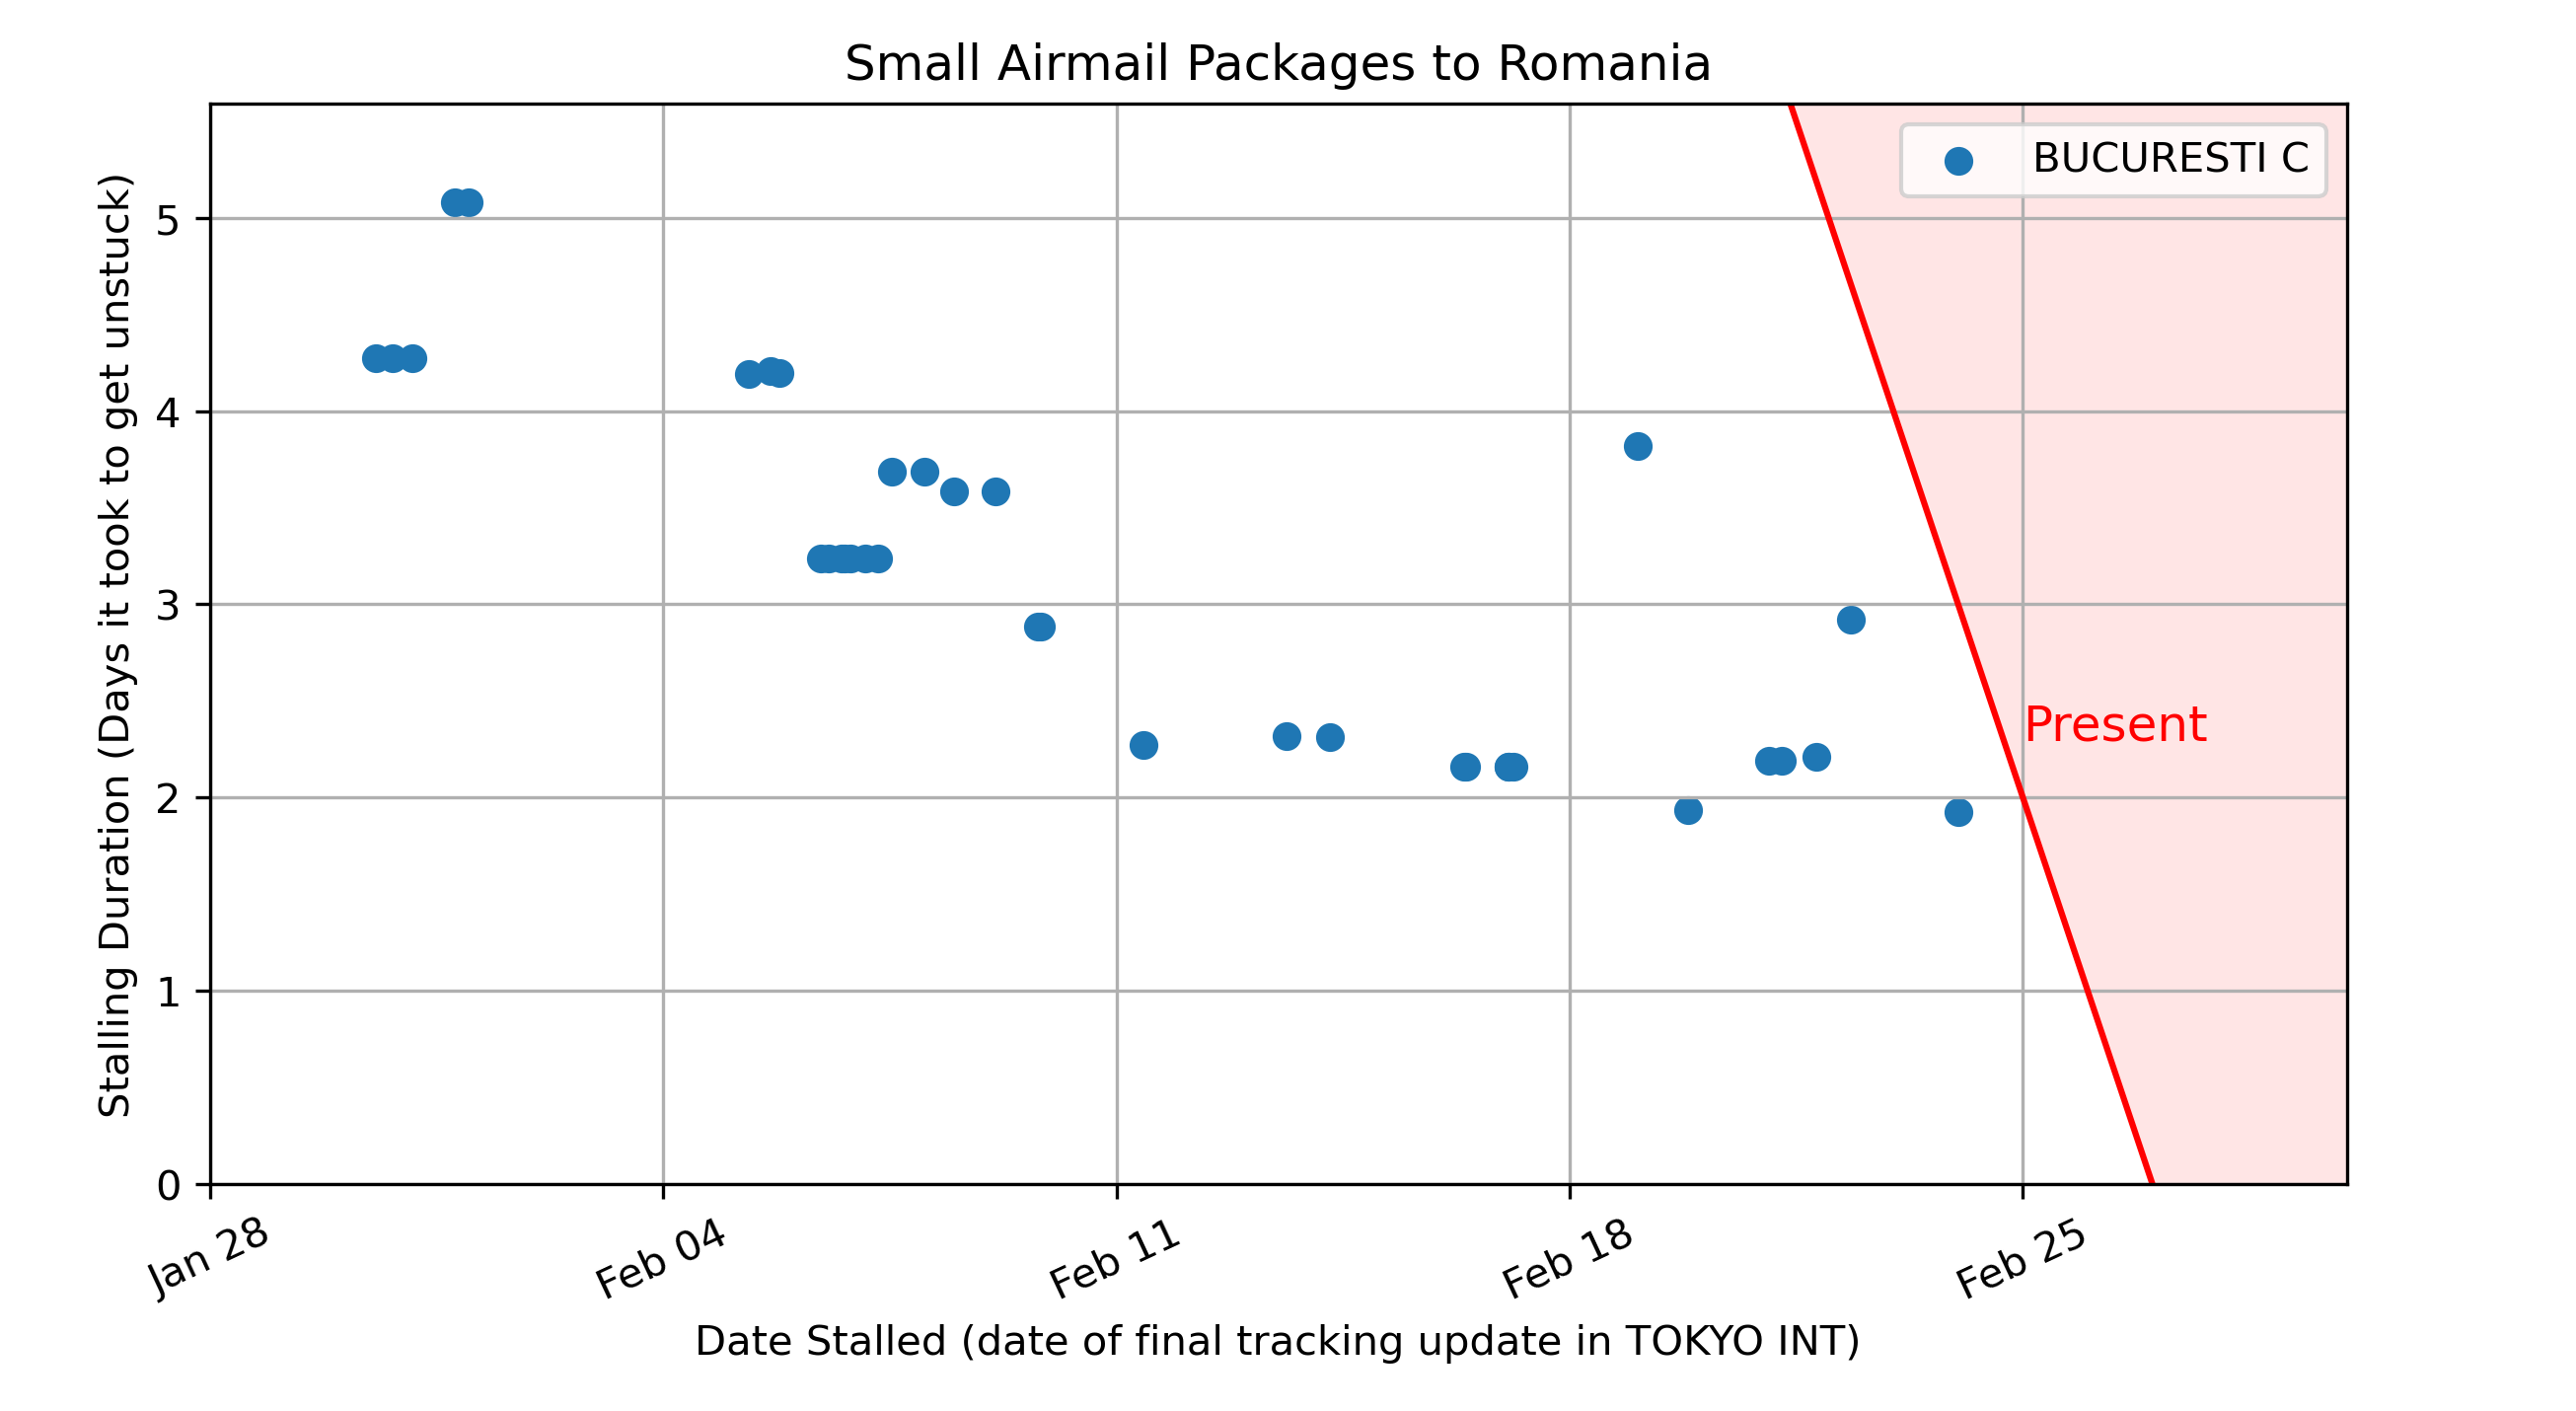 Small Airmail Packages to Romania
BUCURESTI C
Stalling Duration (Days it took to get unstuck)
5
4
3
2
1
0
Present
Jan 28
Feb 04
Feb 11
Feb 18
Feb 25
Date Stalled (date of final tracking update in TOKYO INT)